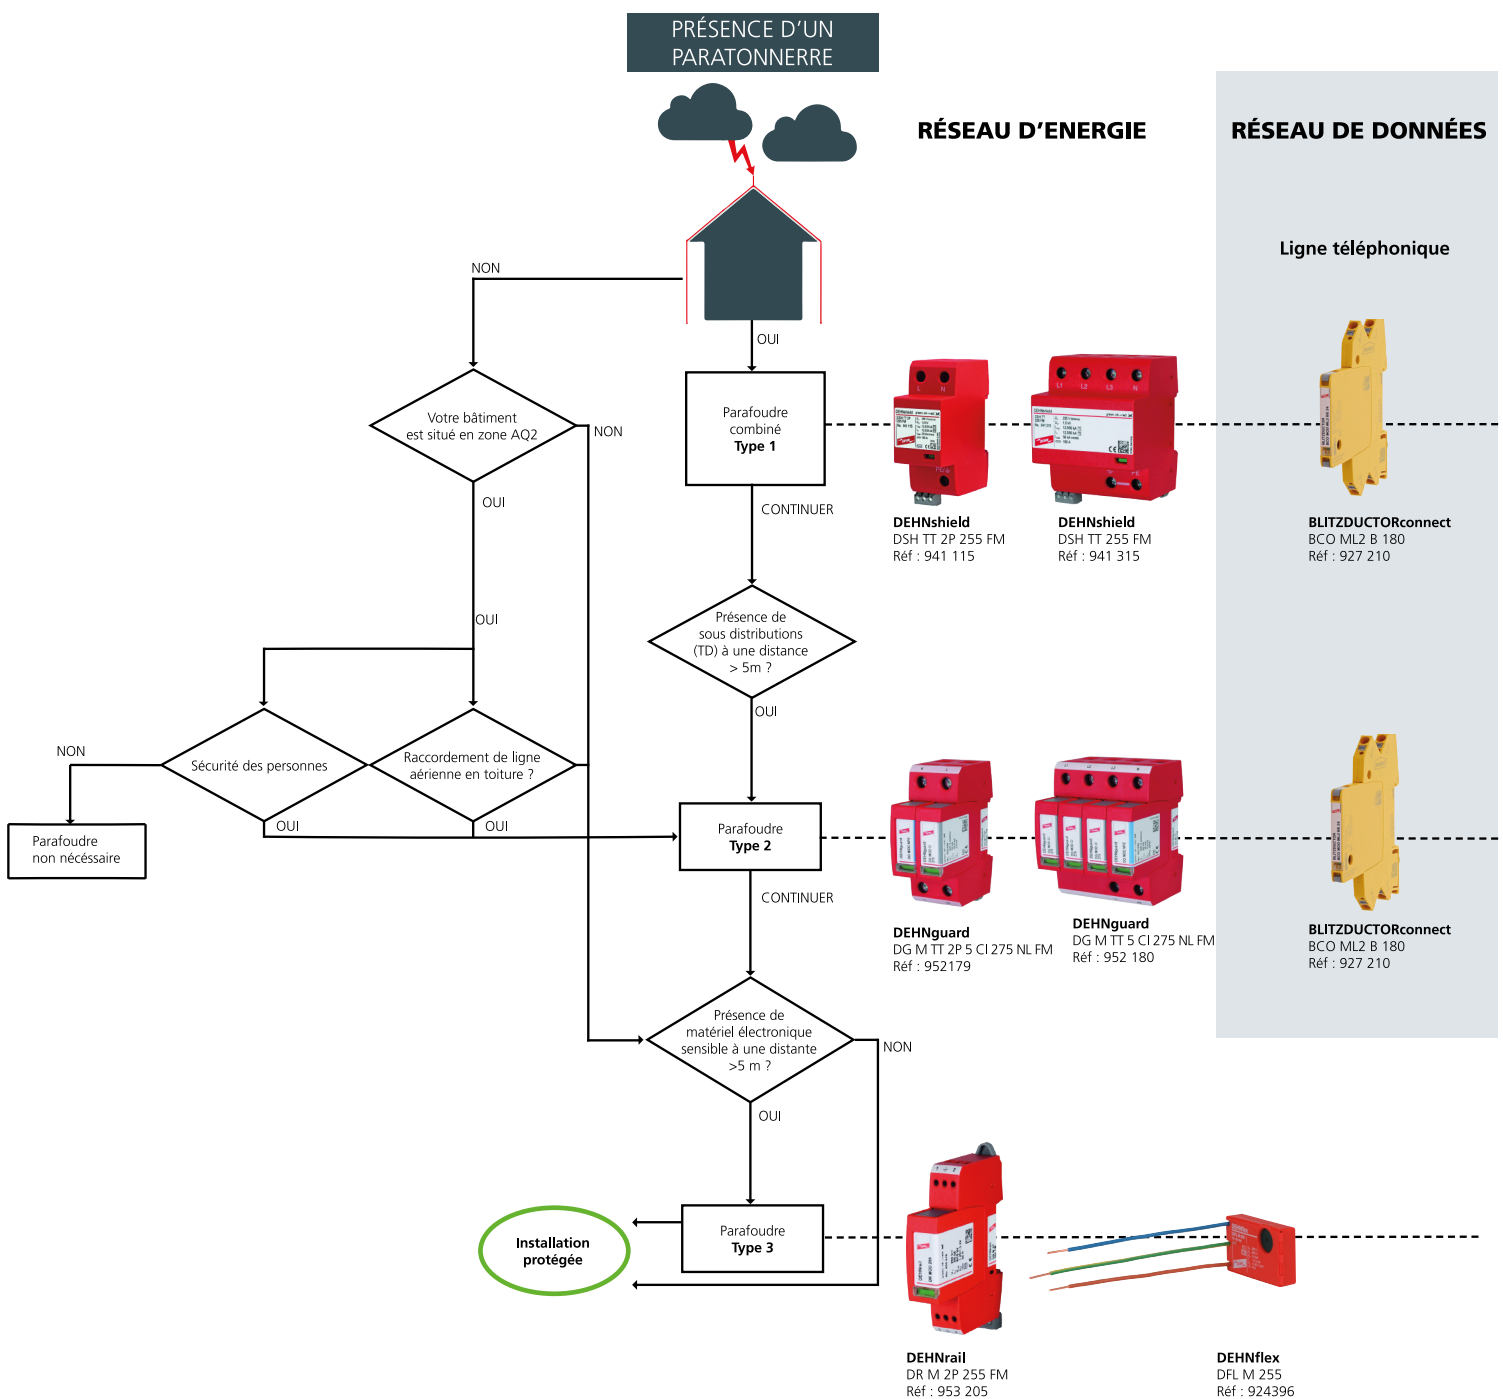 PRÉSENCE D'UN
PARATONNERRE
RÉSEAU D'ENERGIE
RÉSEAU DE DONNÉES
Ligne téléphonique
NON
OUI
Votre bâtiment
est situé en zone AQ2
NON
Parafoudre
combiné
Type 1
OUI
CONTINUER
DEHNshield
DSH TT 2P 255 FM
Réf : 941 115
DEHNshield
DSH TT 255 FM
Réf : 941 315
BLITZDUCTORconnect
BCO ML2 B 180
Réf : 927 210
OUI
Présence de
sous distributions
(TD) à une distance
> 5m ?
OUI
NON
Sécurité des personnes
Raccordement de ligne
aérienne en toiture ?
OUI
OUI
Parafoudre
non nécéssaire
Parafoudre
Type 2
CONTINUER
DEHNguard
DG M TT 2P 5 CI 275 NL FM
Réf : 952179
DEHNguard
DG M TT 5 CI 275 NL FM
Réf : 952 180
BLITZDUCTORconnect
BCO ML2 B 180
Réf : 927 210
Présence de
matériel électronique
sensible à une distante
>5 m ?
NON
OUI
Installation
protégée
Parafoudre
Type 3
DEHNrail
DR M 2P 255 FM
Réf : 953 205
DEHNflex
DFL M 255
Réf : 924396